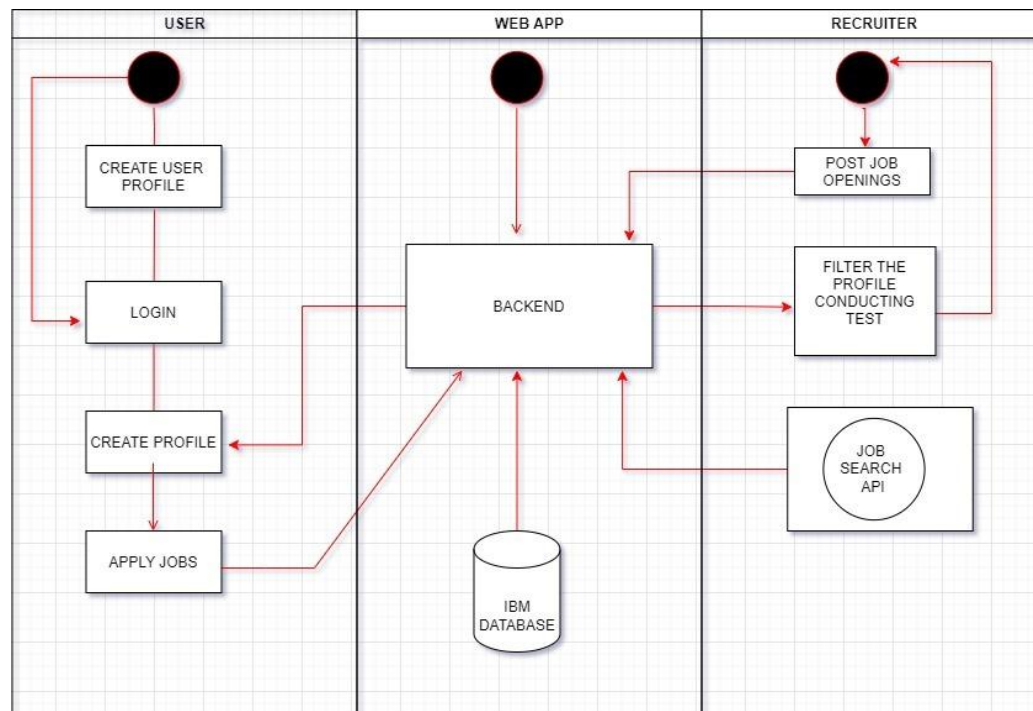 USER
WEB APP
RECRUITER
CREATE USER
PROFILE
LOGIN
CREATE PROFILE
APPLY JOBS
BACKEND
IBM
DATABASE
POST JOB
OPENINGS
FILTER THE
PROFILE
CONDUCTING
TEST
JOB
SEARCH
API